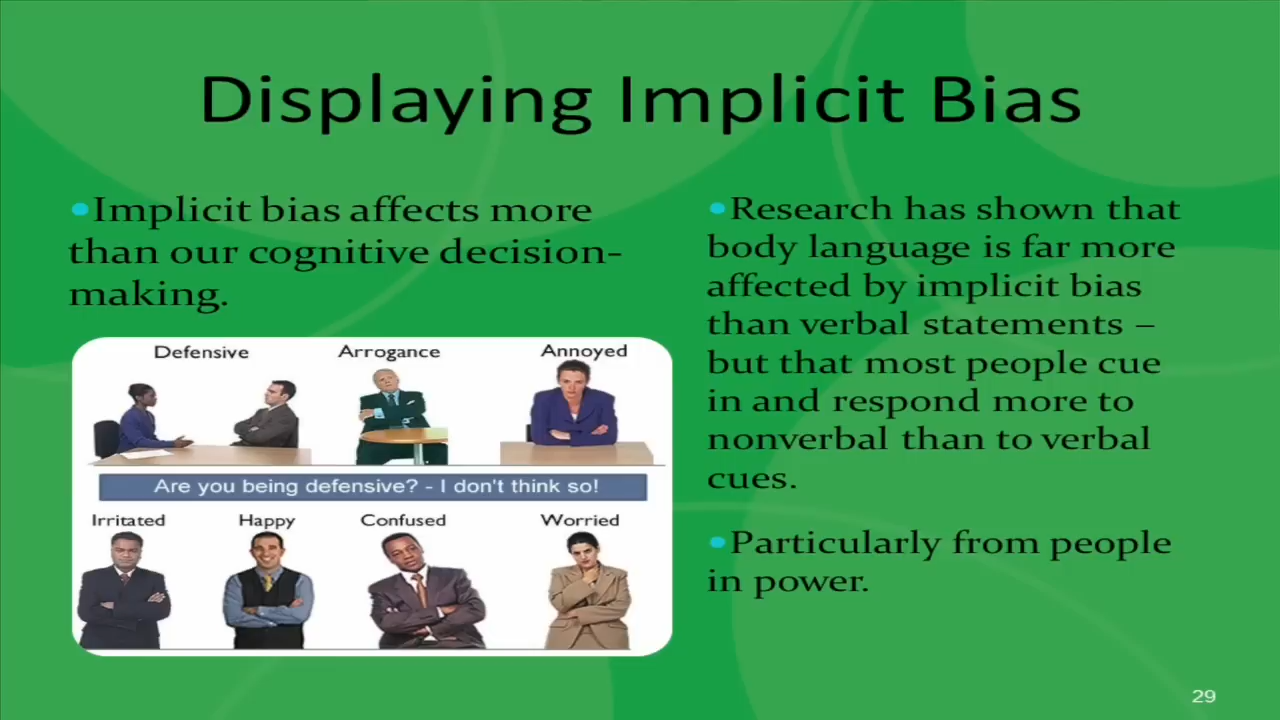 Displaying Implicit Bias
•Implicit bias affects more
than our cognitive decision-
making.
Defensive
Arrogance
Annoyed
Are you being defensive? - I don't think so!
Irritated
Happy
Confused
Worried
•Research has shown that
body language is far more
affected by implicit bias
than verbal statements –
but that most people cue
in and respond more to
nonverbal than to verbal
cues.
•Particularly from people
in power.
29